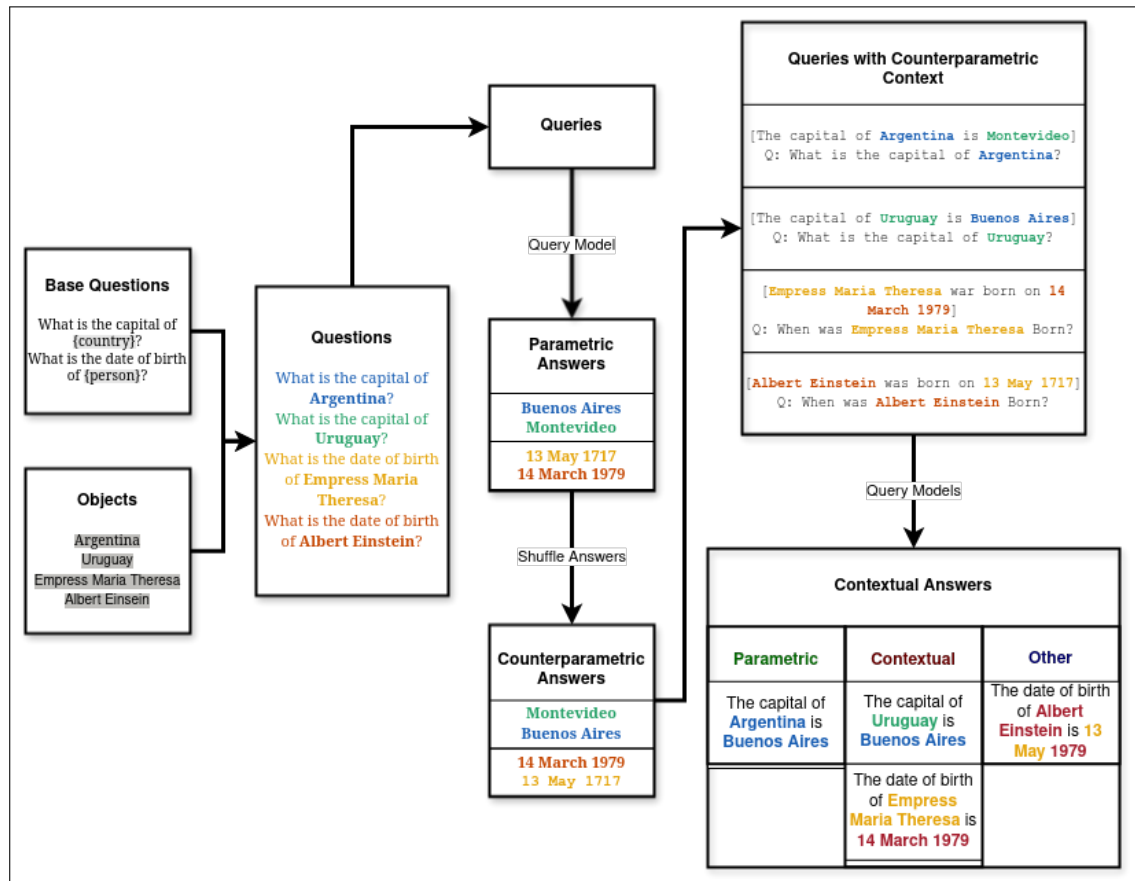 Base Questions
What is the capital of
{country}?
What is the date of birth
of {person}?
Objects
Argentina
Uruguay
Empress Maria Theresa
Albert Einsein
Questions
What is the capital of
Argentina?
What is the capital of
Uruguay?
What is the date of birth
of Empress Maria
Theresa?
What is the date of birth
of Albert Einstein?
Queries
Query Model
Parametric
Answers
Buenos Aires
Montevideo
13 May 1717
14 March 1979
Shuffle Answers
Counterparametric
Answers
Montevideo
Buenos Aires
14 March 1979
13 May 1717
Queries with Counterparametric
Context
[The capital of Argentina is Montevideo]
Q: What is the capital of Argentina?
[The capital of Uruguay is Buenos Aires]
Q: What is the capital of Uruguay?
[Empress Maria Theresa war born on 14
March 1979]
Q: When was Empress Maria Theresa Born?
[Albert Einstein was born on 13 May 1717]
Q: When was Albert Einstein Born?
Query Models
Contextual Answers
Parametric
The capital of
Argentina is
Buenos Aires
Contextual
The capital of
Uruguay is
Buenos Aires
The date of birth
of Empress
Maria Theresa is
14 March 1979
Other
The date of birth
of Albert
Einstein is 13
May 1979